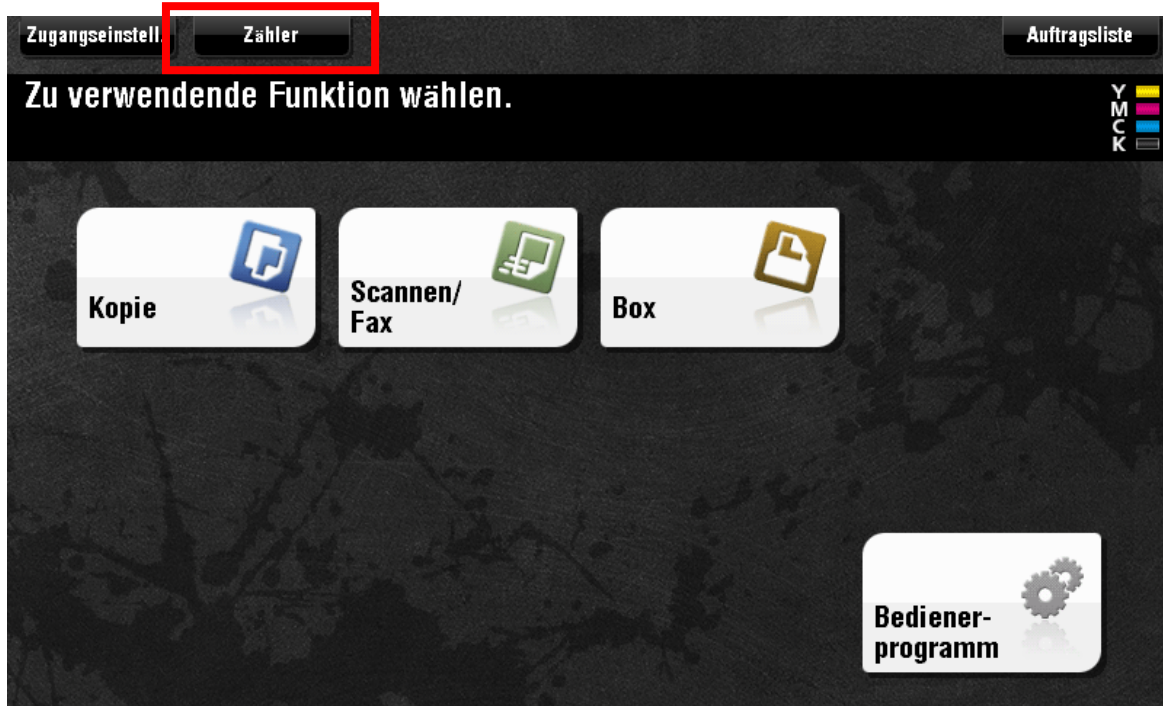 Zugangseinstell. Zähler Auftragsliste
Zu verwendende Funktion wählen.
Y
M
C
K
Kopie
Scannen/
Fax
Box
Bediener-
programm